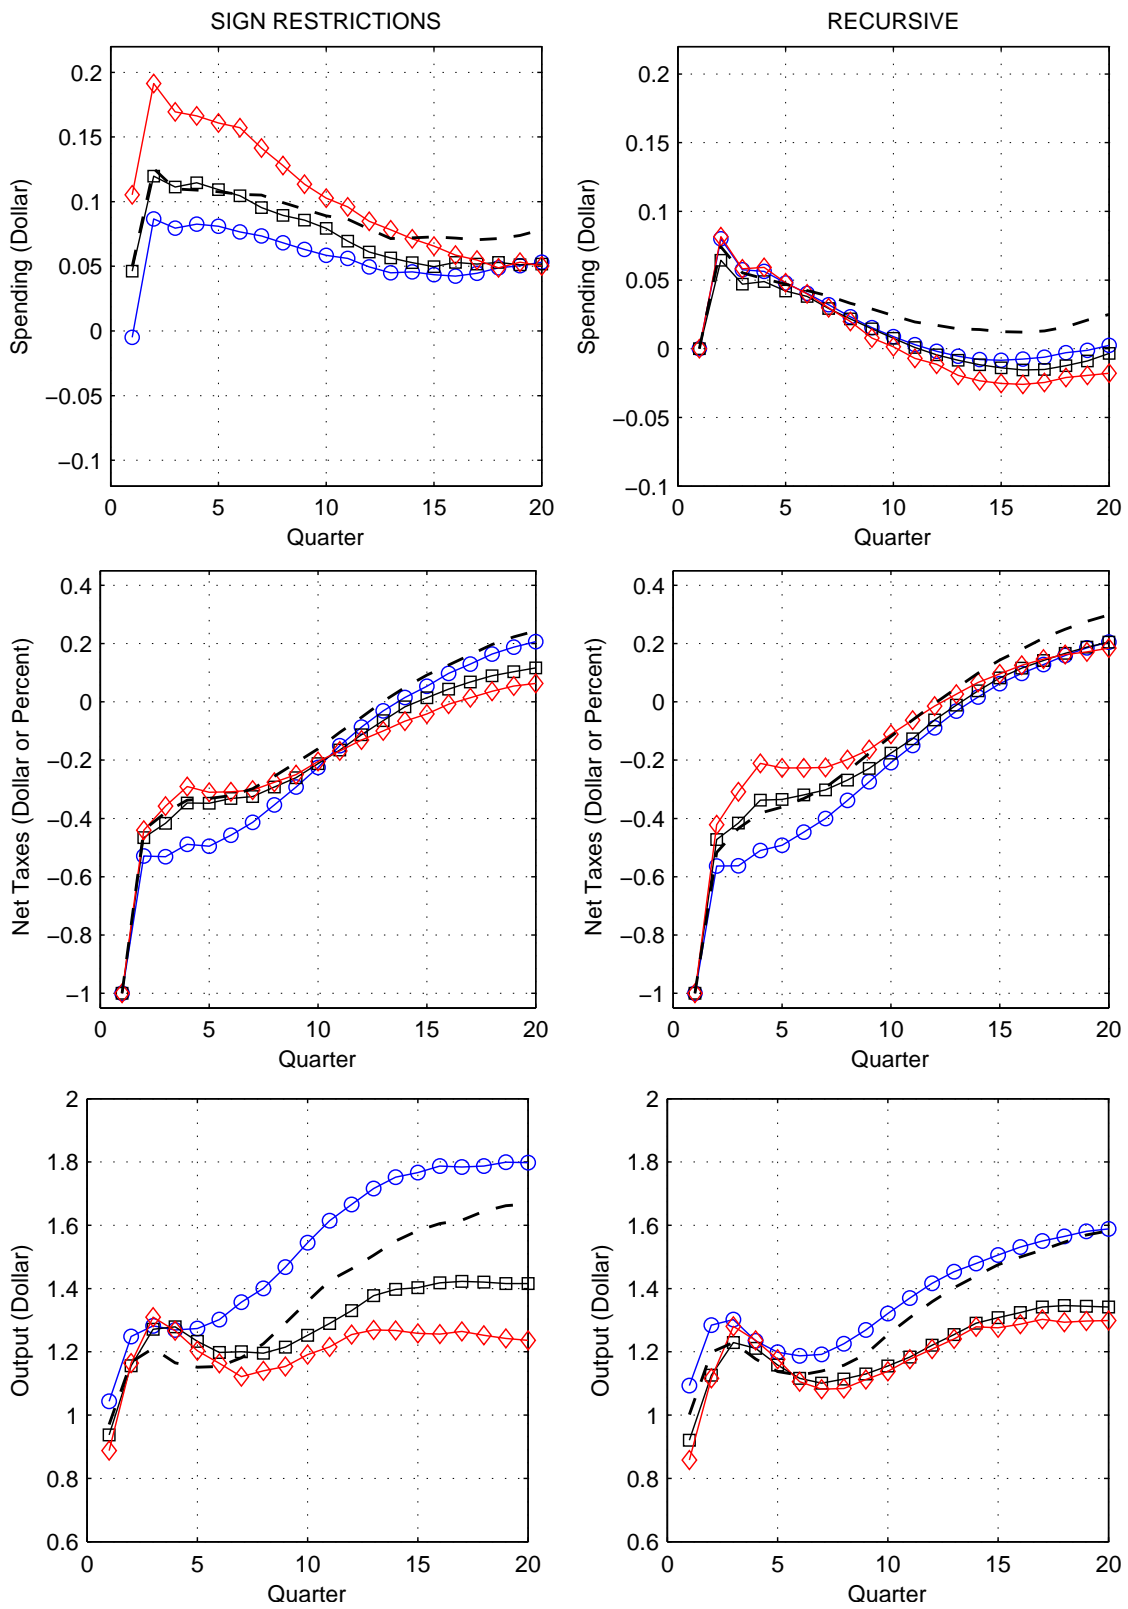 SIGN RESTRICTIONS
RECURSIVE
0.2
0.15
0.1
0.05
0
−0.05
−0.1
Spending (Dollar)
0 5 10 15 20
Quarter
0.2
0.15
0.1
0.05
0
−0.05
−0.1
Spending (Dollar)
0 5 10 15 20
Quarter
0.4
0.2
0
−0.2
−0.4
−0.6
−0.8
−1
Net Taxes (Dollar or Percent)
0 5 10 15 20
Quarter
0.4
0.2
0
−0.2
−0.4
−0.6
−0.8
−1
Net Taxes (Dollar or Percent)
0 5 10 15 20
Quarter
2
1.8
1.6
1.4
1.2
1
0.8
0.6
Output (Dollar)
0 5 10 15 20
Quarter
2
1.8
1.6
1.4
1.2
1
0.8
0.6
Output (Dollar)
0 5 10 15 20
Quarter